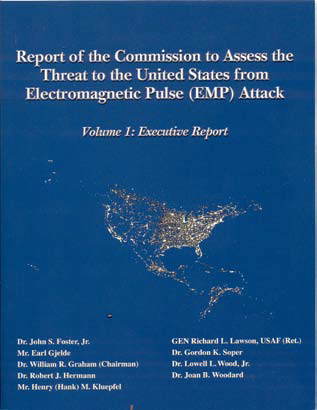 Report of the Commission to Assess the
Threat to the United States from
Electromagnetic Pulse (EMP) Attack
Volume 1: Executive Report
Dr. John S. Foster, Jr.
Mr. Earl Gjelde
Dr. William R. Graham (Chairman)
Dr. Robert J. Hermann
Mr. Henry (Hank) M. Kluepfel
GEN Richard L. Lawson, USAF (Ret.)
Dr. Gordon K. Soper
Dr. Lowell L. Wood, Jr.
Dr. Joan B. Woodard